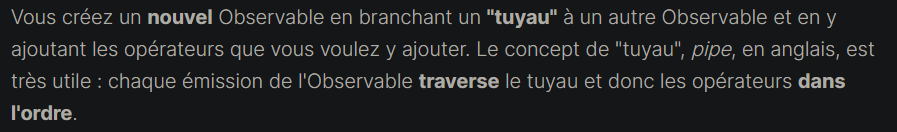 Vous créez un nouvel Observable en branchant un "tuyau" à un autre Observable et en y
ajoutant les opérateurs que vous voulez y ajouter. Le concept de "tuyau", pipe, en anglais, est
très utile : chaque émission de l'Observable traverse le tuyau et donc les opérateurs dans
l'ordre.